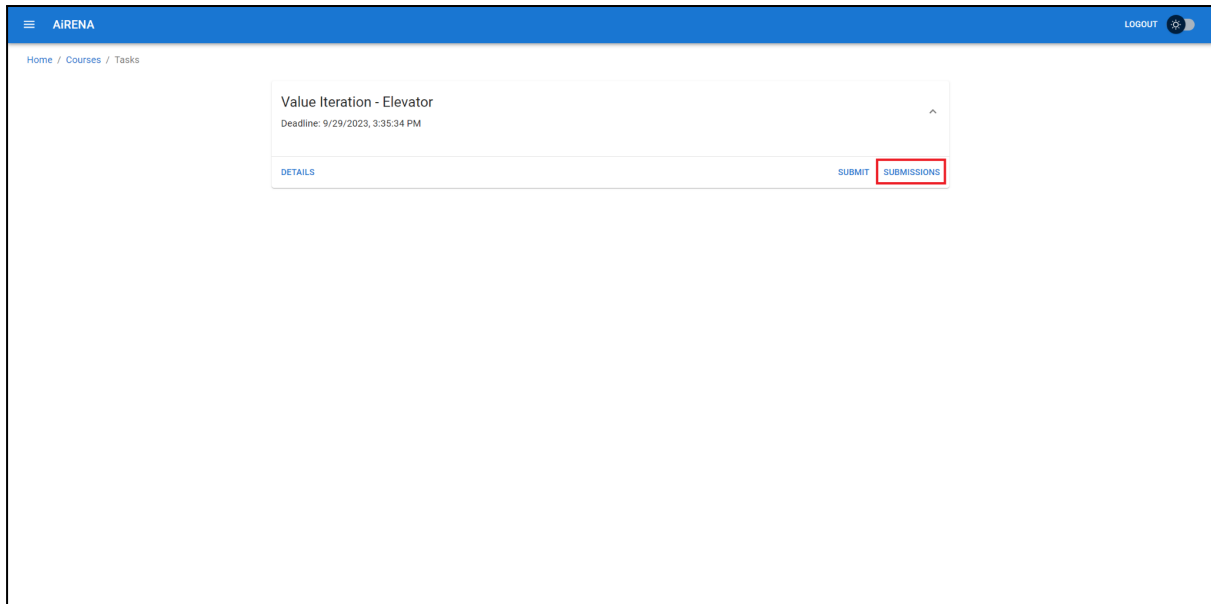 AiRENA
LOGOUT
Home / Courses / Tasks
Value Iteration - Elevator
Deadline: 9/29/2023, 3:35:34 PM
DETAILS SUBMIT SUBMISSIONS